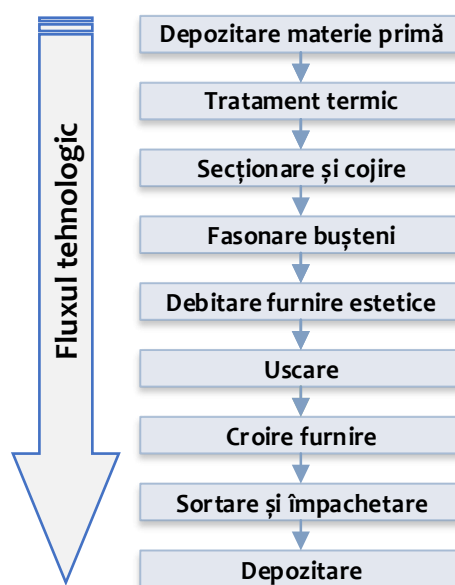 Fluxul tehnologic
Depozitare materie primă
Tratament termic
Secționare și cojire
Fasonare bușteni
Debitare furnire estetice
Uscare
Croire furnire
Sortare și împachetare
Depozitare